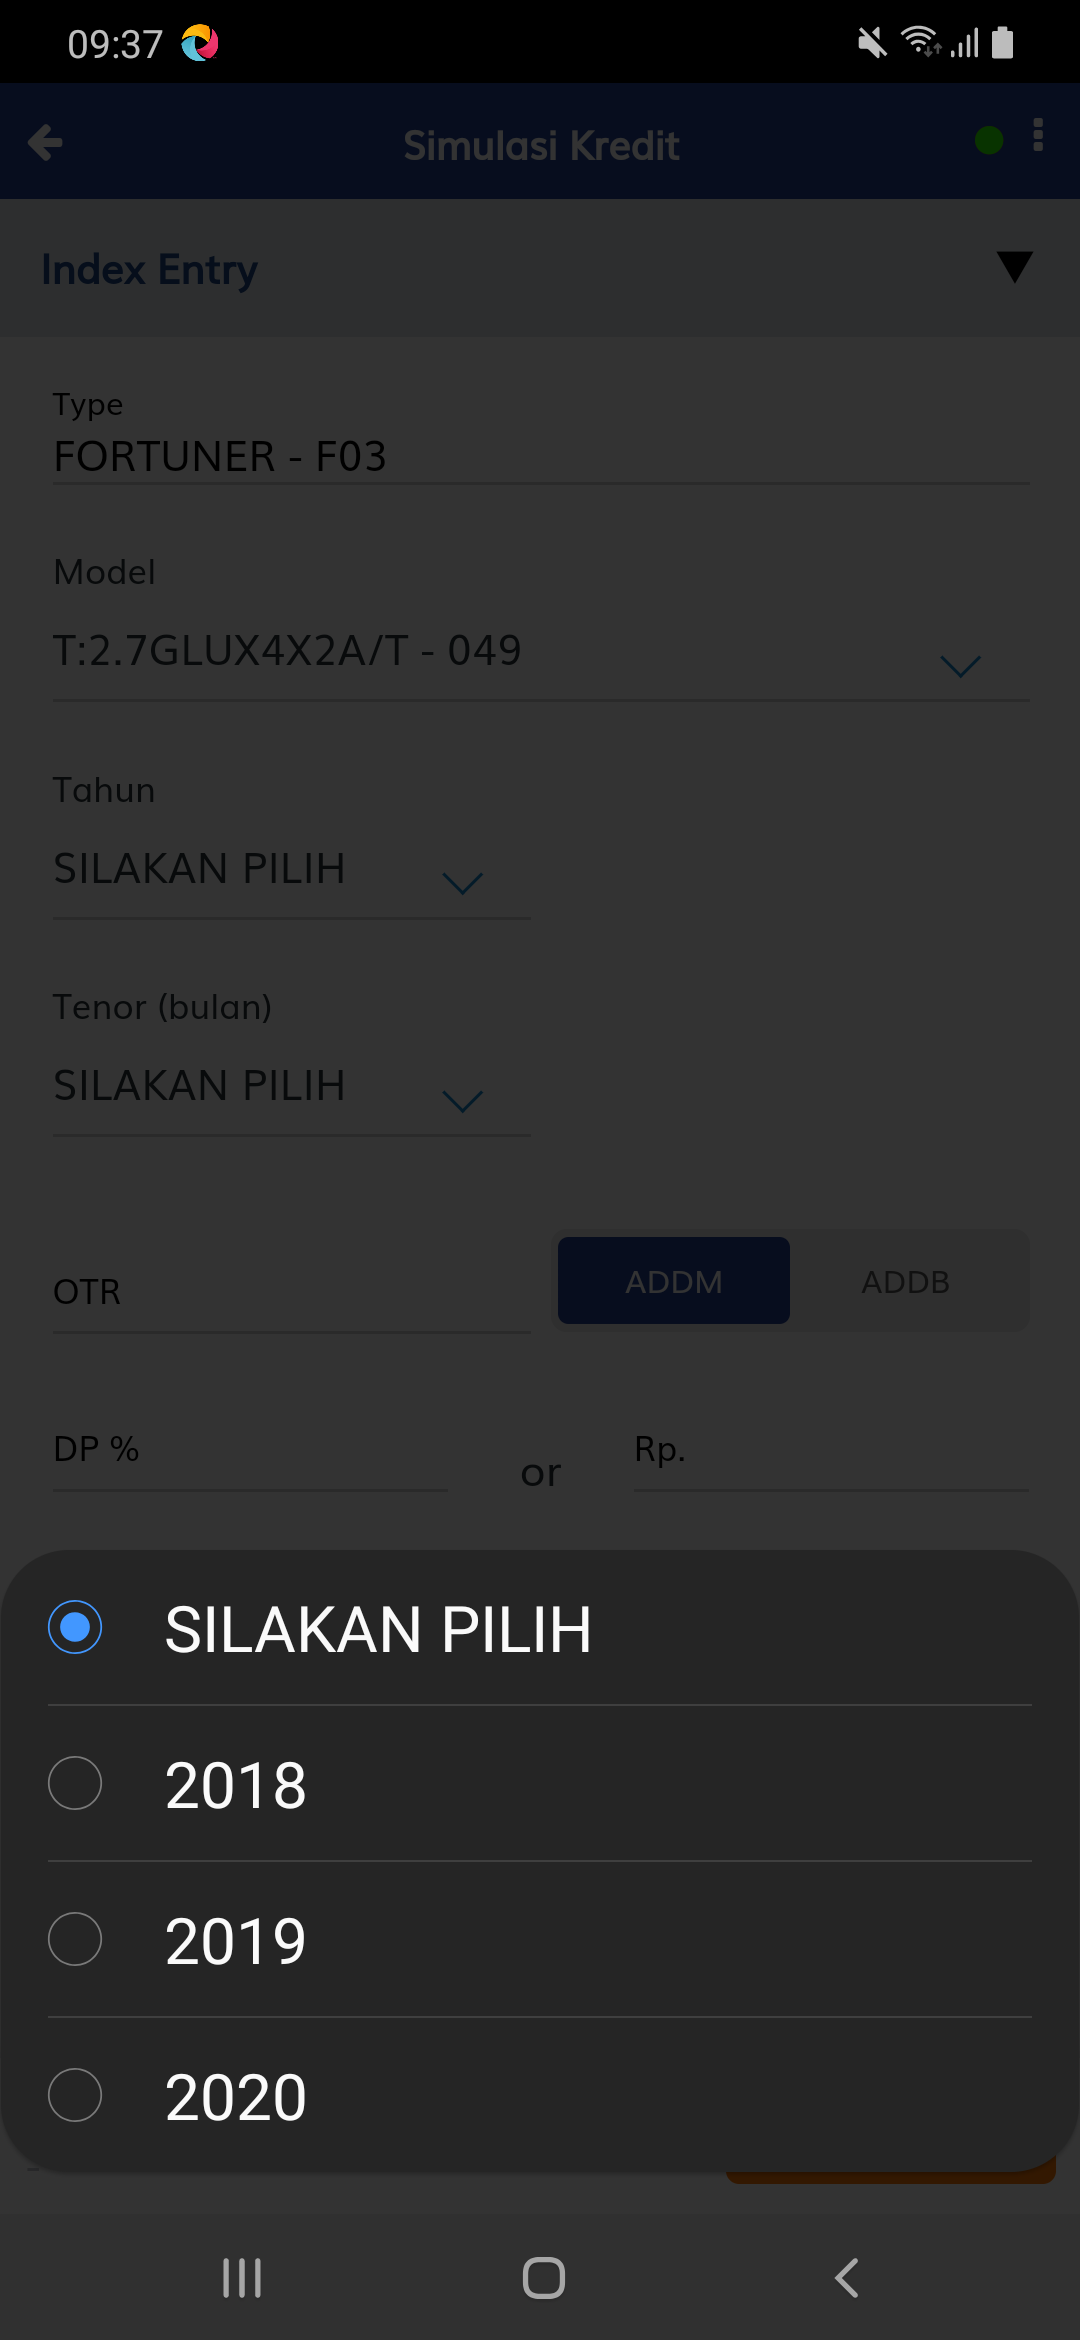 09:37
Simulasi Kredit
Index Entry
Type
FORTUNER - F03
Model
T:2.7GLUX4X2A/T - 049
Tahun
SILAKAN PILIH
Tenor (bulan)
SILAKAN PILIH
OTR
ADDM
ADDB
DP %
or
Rp.
SILAKAN PILIH
2018
2019
2020